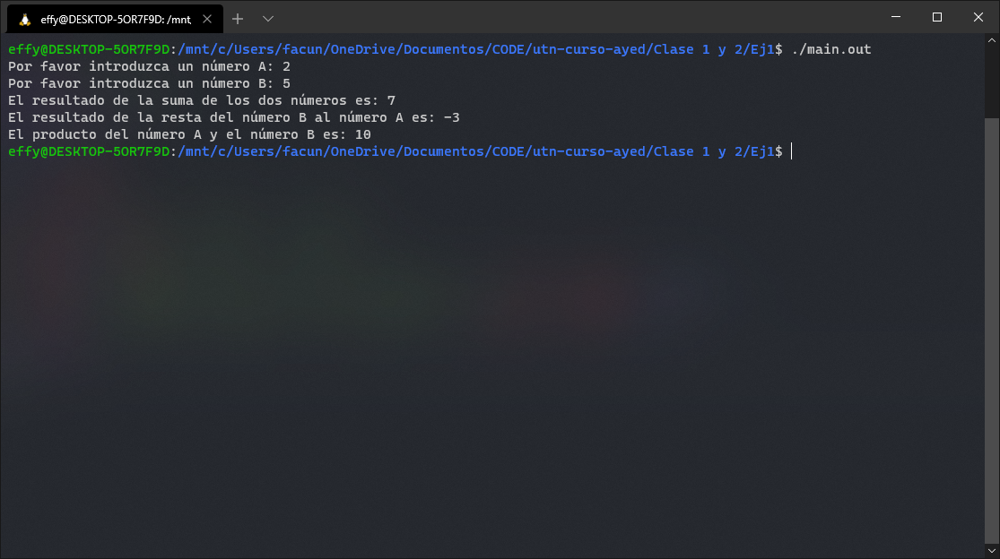 effy@DESKTOP-5OR7F9D: /mnt,
effy@DESKTOP-5OR7F9D:/mnt/c/Users/facun/OneDrive/Documentos/CODE/utn-curso-ayed/Clase 1 y 2/Ej1$ ./main.out
Por favor introduzca un número A: 2
Por favor introduzca un número B: 5
El resultado de la suma de los dos números es: 7
El resultado de la resta del número B al número A es: -3
El producto del número A y el número B es: 10
effy@DESKTOP-5OR7F9D:/mnt/c/Users/facun/OneDrive/Documentos/CODE/utn-curso-ayed/Clase 1 y 2/Ej1$